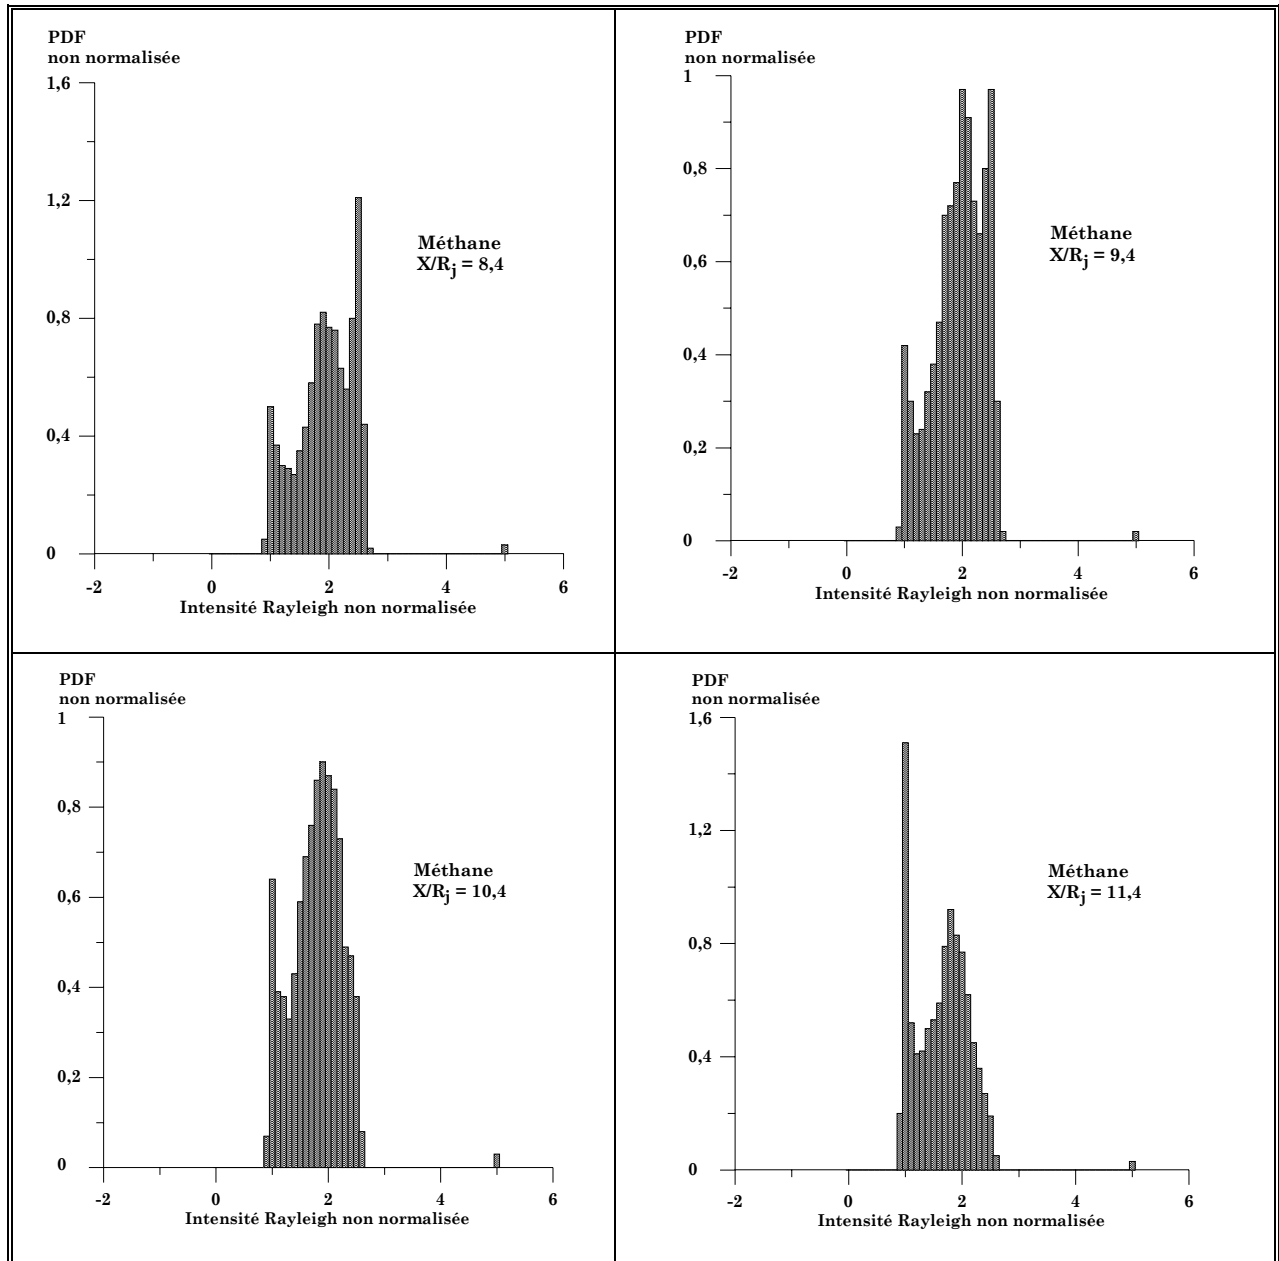 PDF
non normalisée
1,6
1,2
0,8
0,4
0
Méthane
X/Rj = 8,4
-2 0 2 4 6
Intensité Rayleigh non normalisée
PDF
non normalisée
1
0,8
0,6
0,4
0,2
0
Méthane
X/Rj = 9,4
-2 0 2 4 6
Intensité Rayleigh non normalisée
PDF
non normalisée
1
0,8
0,6
0,4
0,2
0
Méthane
X/Rj = 10,4
-2 0 2 4 6
Intensité Rayleigh non normalisée
PDF
non normalisée
1,6
1,2
0,8
0,4
0
Méthane
X/Rj = 11,4
-2 0 2 4 6
Intensité Rayleigh non normalisée